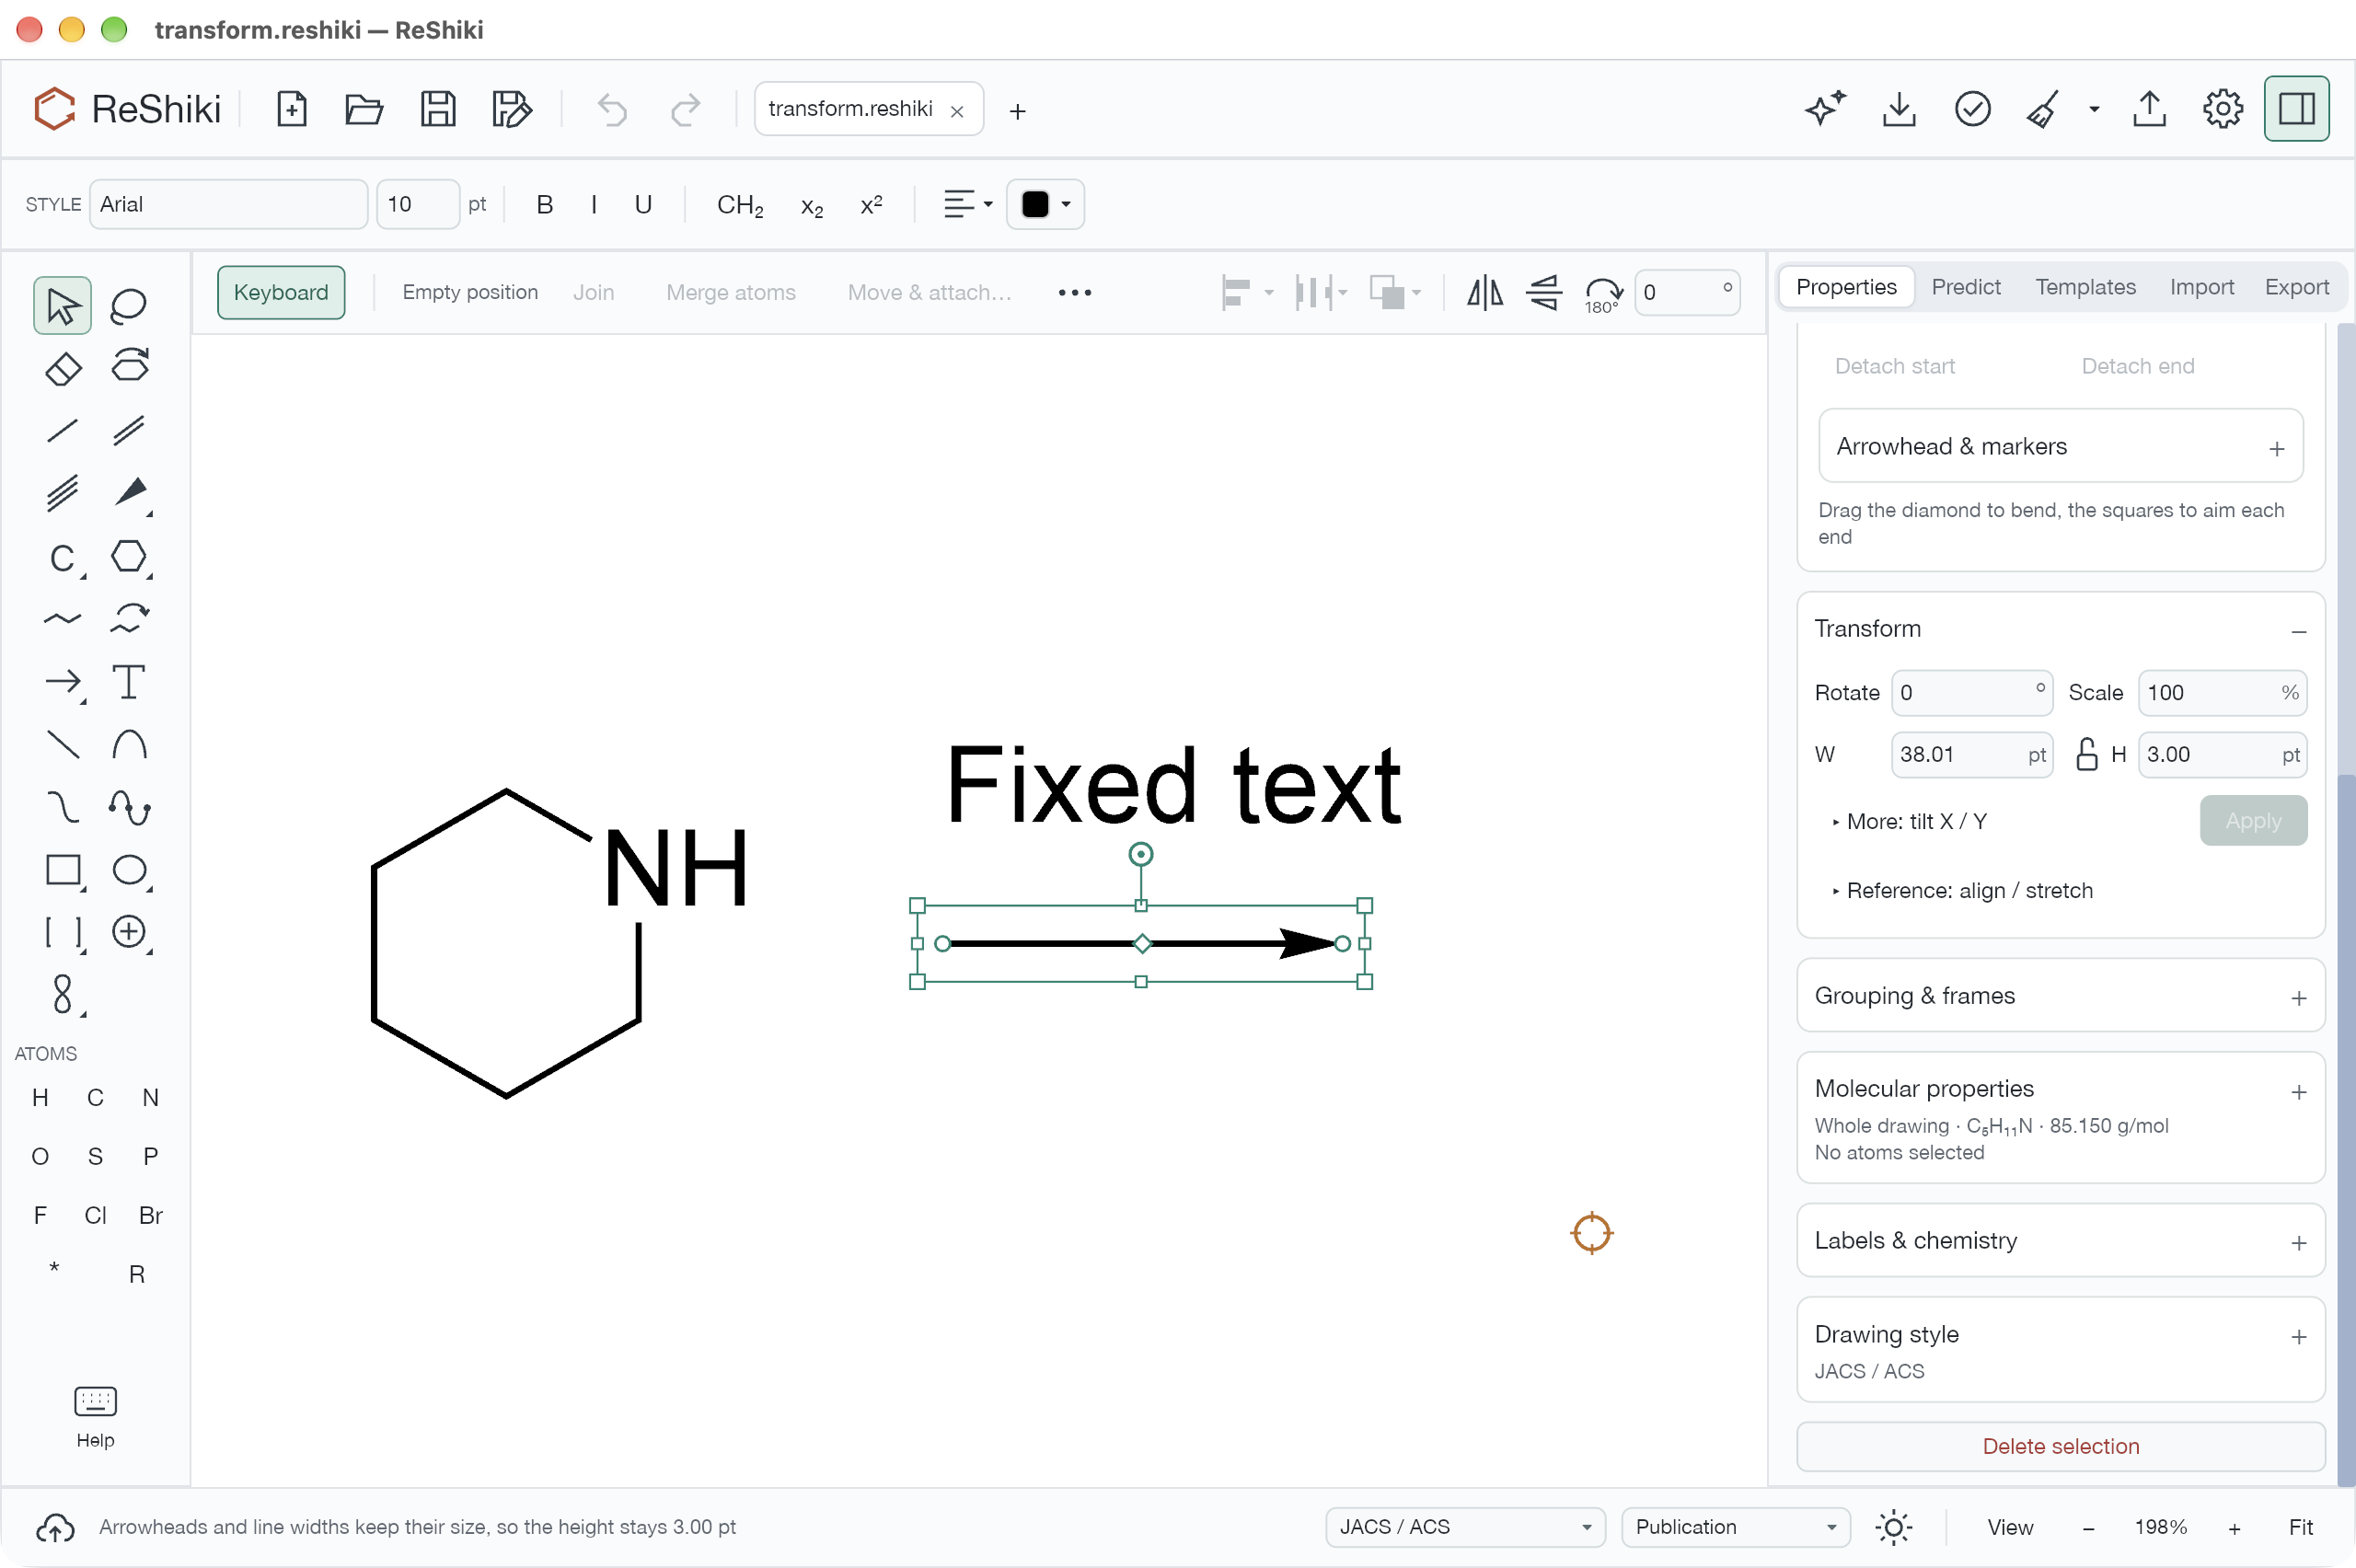 transform.reshiki — ReShiki
ReShiki
transform.reshiki × +
STYLE Arial 10 pt B I U CH₂ x₂ x²
Keyboard Empty position Join Merge atoms Move & attach... 180° 0 °
Properties Predict Templates Import Export
Detach start Detach end
Arrowhead & markers +
Drag the diamond to bend, the squares to aim each
end
Transform –
Rotate 0 ° Scale 100 %
W 38.01 pt H 3.00 pt
More: tilt X / Y Apply
Reference: align / stretch
Grouping & frames +
Molecular properties +
Whole drawing · C₅H₁₁N · 85.150 g/mol
No atoms selected
Labels & chemistry +
Drawing style +
JACS / ACS
Delete selection
C
T
[ ]
ATOMS
H C N
O S P
F Cl Br
* R
Help
Fixed text
NH
Arrowheads and line widths keep their size, so the height stays 3.00 pt
JACS / ACS Publication View – 198% + Fit